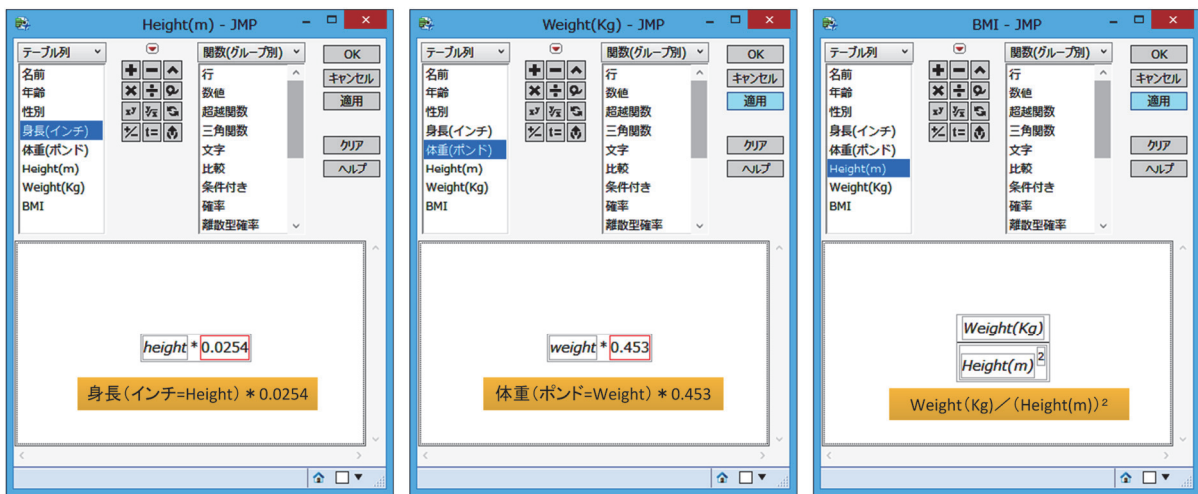 Height(m) - JMP
テーブル列
名前
年齢
性別
身長(インチ)
体重(ポンド)
Height(m)
Weight(Kg)
BMI
関数(グループ別)
行
数値
超越関数
三角関数
文字
比較
条件付き
確率
離散型確率
OK
キャンセル
適用
クリア
ヘルプ
height * 0.0254
身長(インチ=Height) * 0.0254
Weight(Kg) - JMP
テーブル列
名前
年齢
性別
身長(インチ)
体重(ポンド)
Height(m)
Weight(Kg)
BMI
関数(グループ別)
行
数値
超越関数
三角関数
文字
比較
条件付き
確率
離散型確率
OK
キャンセル
適用
クリア
ヘルプ
weight * 0.453
体重(ポンド=Weight) * 0.453
BMI - JMP
テーブル列
名前
年齢
性別
身長(インチ)
体重(ポンド)
Height(m)
Weight(Kg)
BMI
関数(グループ別)
行
数値
超越関数
三角関数
文字
比較
条件付き
確率
離散型確率
OK
キャンセル
適用
クリア
ヘルプ
Weight(Kg)
Height(m)²
Weight(Kg)／(Height(m))²